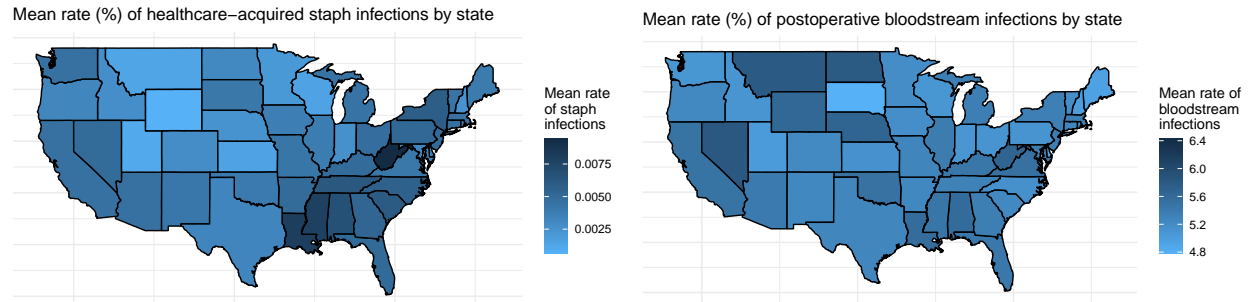 Mean rate (%) of healthcare−acquired staph infections by state
Mean rate
of staph
infections
0.0075
0.0050
0.0025
Mean rate (%) of postoperative bloodstream infections by state
Mean rate of
bloodstream
infections
6.4
6.0
5.6
5.2
4.8